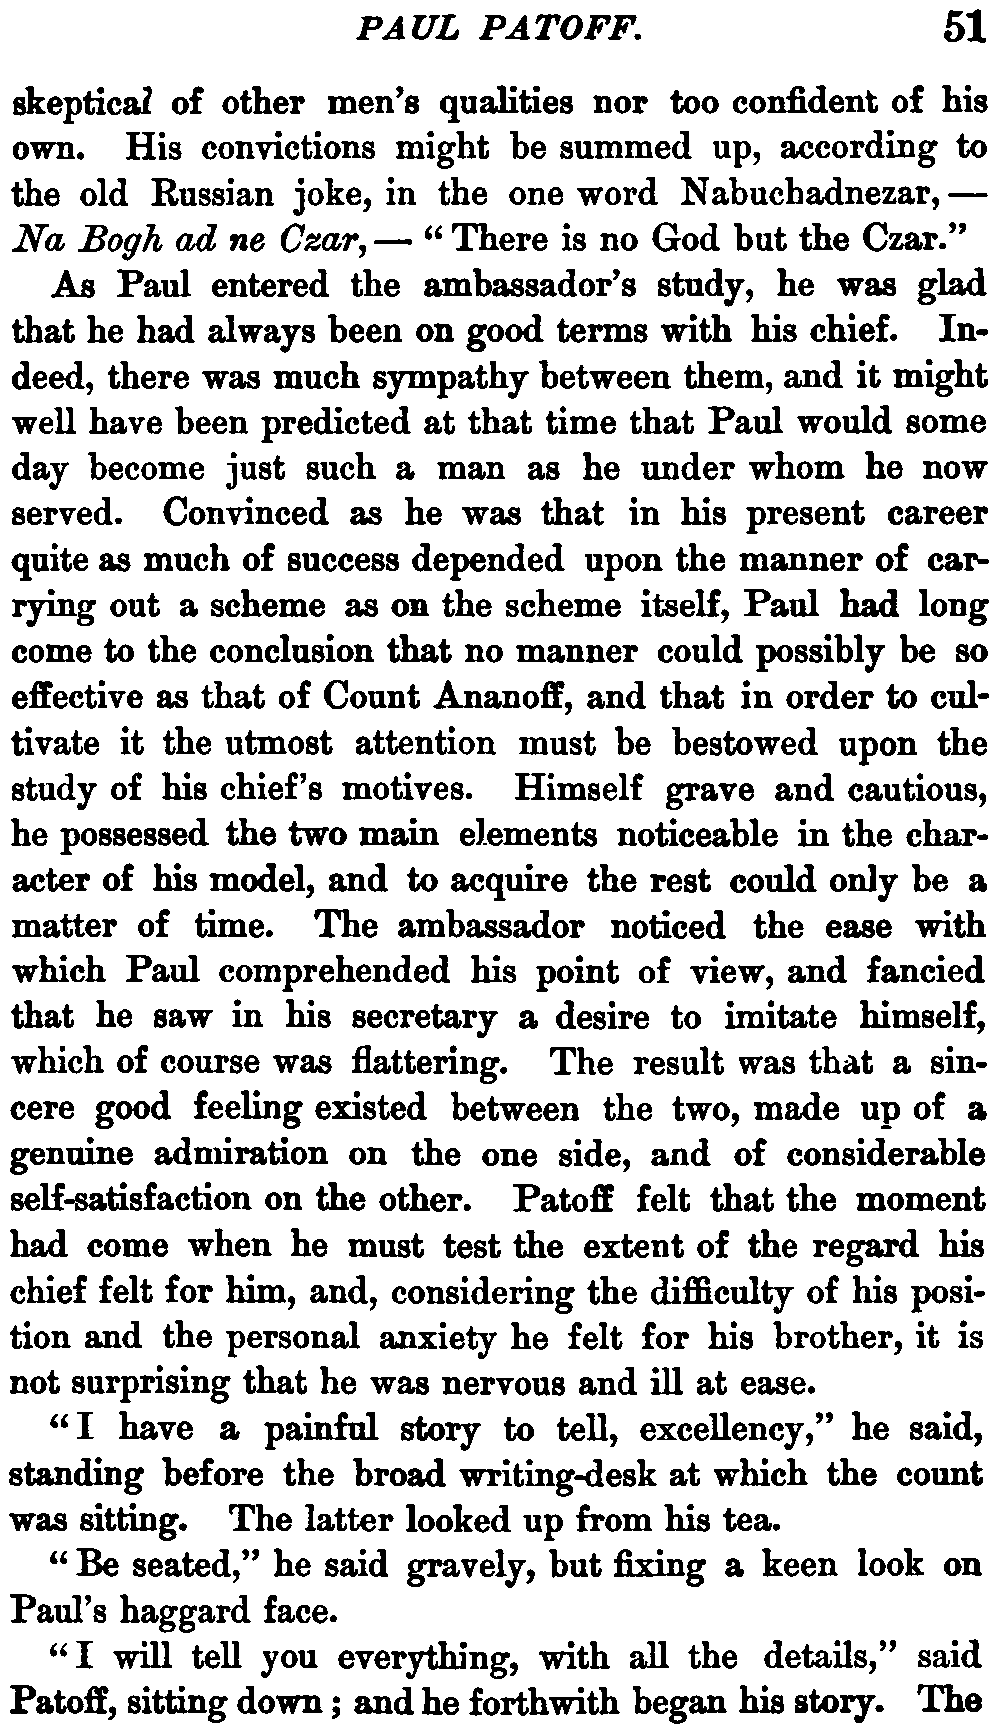 PAUL PATOFF. 51
skeptical of other men's qualities nor too confident of his
own. His convictions might be summed up, according to
the old Russian joke, in the one word Nabuchadnezar, —
Na Bogh ad ne Czar, — "There is no God but the Czar."
As Paul entered the ambassador's study, he was glad
that he had always been on good terms with his chief. In-
deed, there was much sympathy between them, and it might
well have been predicted at that time that Paul would some
day become just such a man as he under whom he now
served. Convinced as he was that in his present career
quite as much of success depended upon the manner of car-
rying out a scheme as on the scheme itself, Paul had long
come to the conclusion that no manner could possibly be so
effective as that of Count Ananoff, and that in order to cul-
tivate it the utmost attention must be bestowed upon the
study of his chief's motives. Himself grave and cautious,
he possessed the two main elements noticeable in the char-
acter of his model, and to acquire the rest could only be a
matter of time. The ambassador noticed the ease with
which Paul comprehended his point of view, and fancied
that he saw in his secretary a desire to imitate himself,
which of course was flattering. The result was that a sin-
cere good feeling existed between the two, made up of a
genuine admiration on the one side, and of considerable
self-satisfaction on the other. Patoff felt that the moment
had come when he must test the extent of the regard his
chief felt for him, and, considering the difficulty of his posi-
tion and the personal anxiety he felt for his brother, it is
not surprising that he was nervous and ill at ease.
"I have a painful story to tell, excellency," he said,
standing before the broad writing-desk at which the count
was sitting. The latter looked up from his tea.
"Be seated," he said gravely, but fixing a keen look on
Paul's haggard face.
"I will tell you everything, with all the details," said
Patoff, sitting down; and he forthwith began his story. The